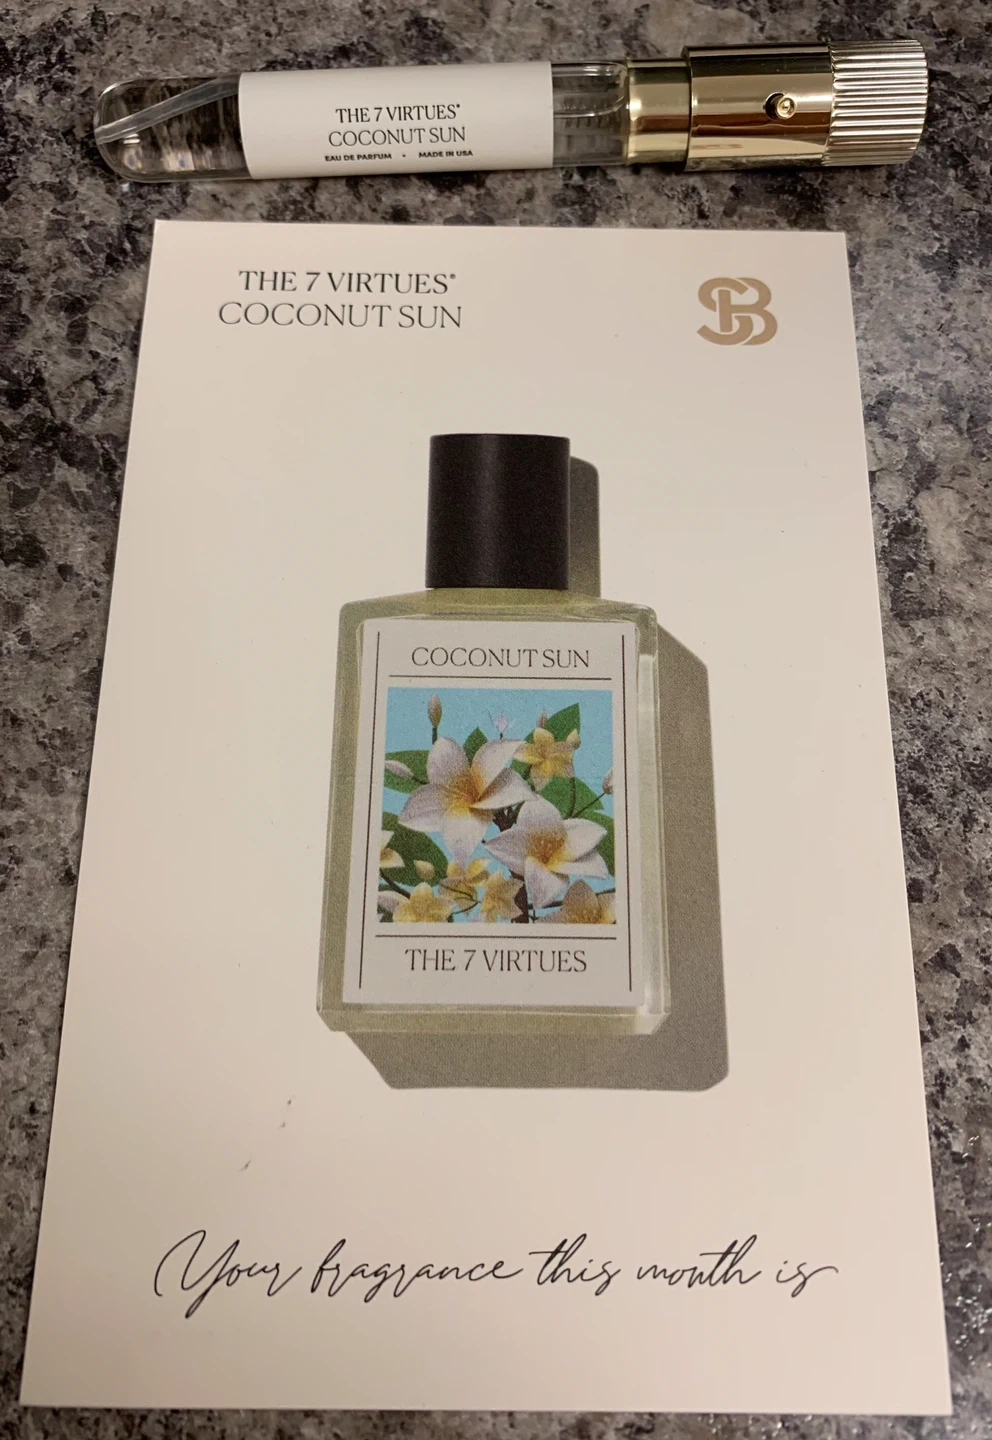 THE 7 VIRTUES®
COCONUT SUN
EAU DE PARFUM • MADE IN USA
THE 7 VIRTUES®
COCONUT SUN
SB
COCONUT SUN
THE 7 VIRTUES
Your fragrance this month is